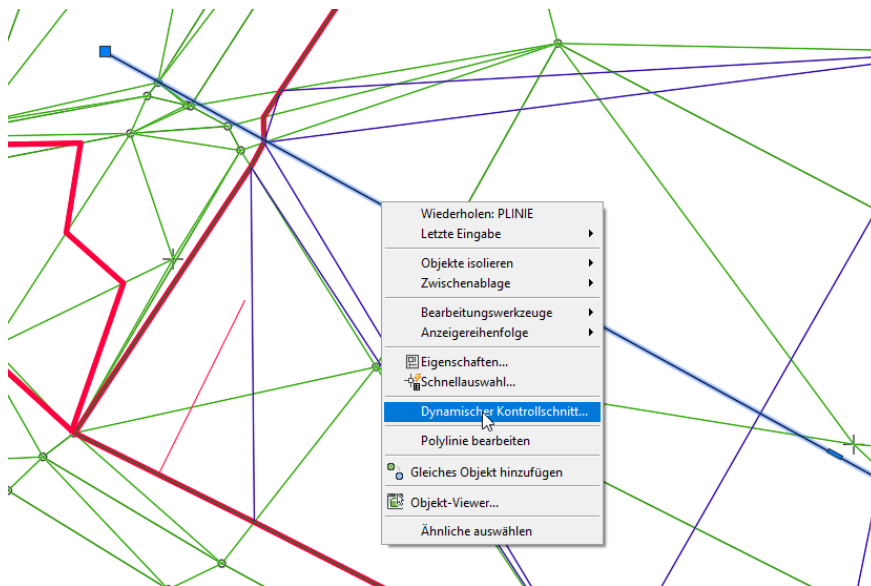 Wiederholen: PLINIE
Letzte Eingabe
Objekte isolieren
Zwischenablage
Bearbeitungswerkzeuge
Anzeigereihenfolge
Eigenschaften...
Schnellauswahl...
Dynamischer Kontrollschnitt...
Polylinie bearbeiten
Gleiches Objekt hinzufügen
Objekt-Viewer...
Ähnliche auswählen